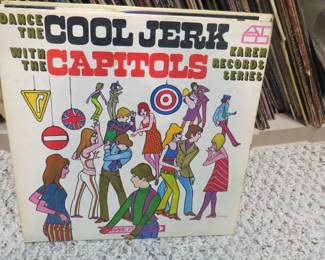 DANCE THE COOL JERK
WITH THE CAPITOLS
KAREN
RECORDS
SERIES